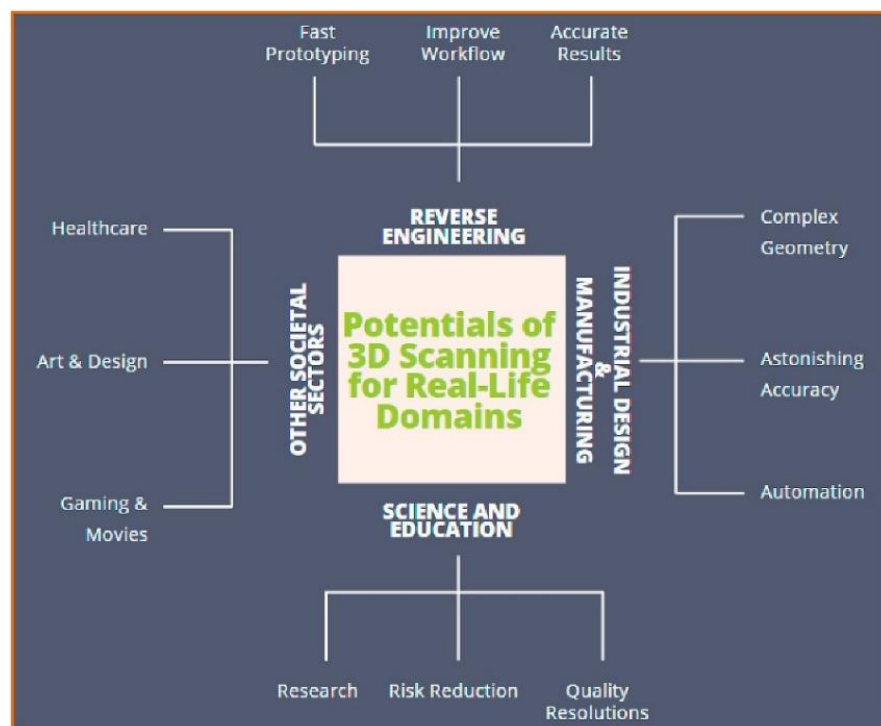 Fast
Prototyping
Improve
Workflow
Accurate
Results
REVERSE
ENGINEERING
Healthcare
Art & Design
Gaming &
Movies
OTHER SOCIETAL
SECTORS
Potentials of
3D Scanning
for Real-Life
Domains
INDUSTRIAL DESIGN
&
MANUFACTURING
Complex
Geometry
Astonishing
Accuracy
Automation
SCIENCE AND
EDUCATION
Research
Risk Reduction
Quality
Resolutions